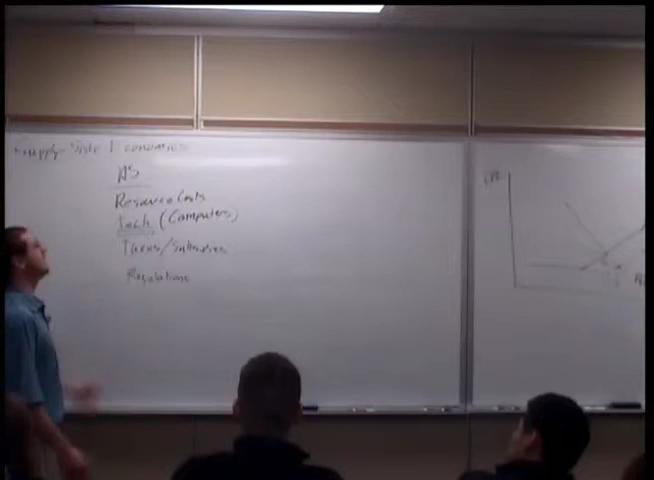 Supply Side Economics
AS
Resource Costs
Tech (Computers)
Taxes/Subsidies
Regulations